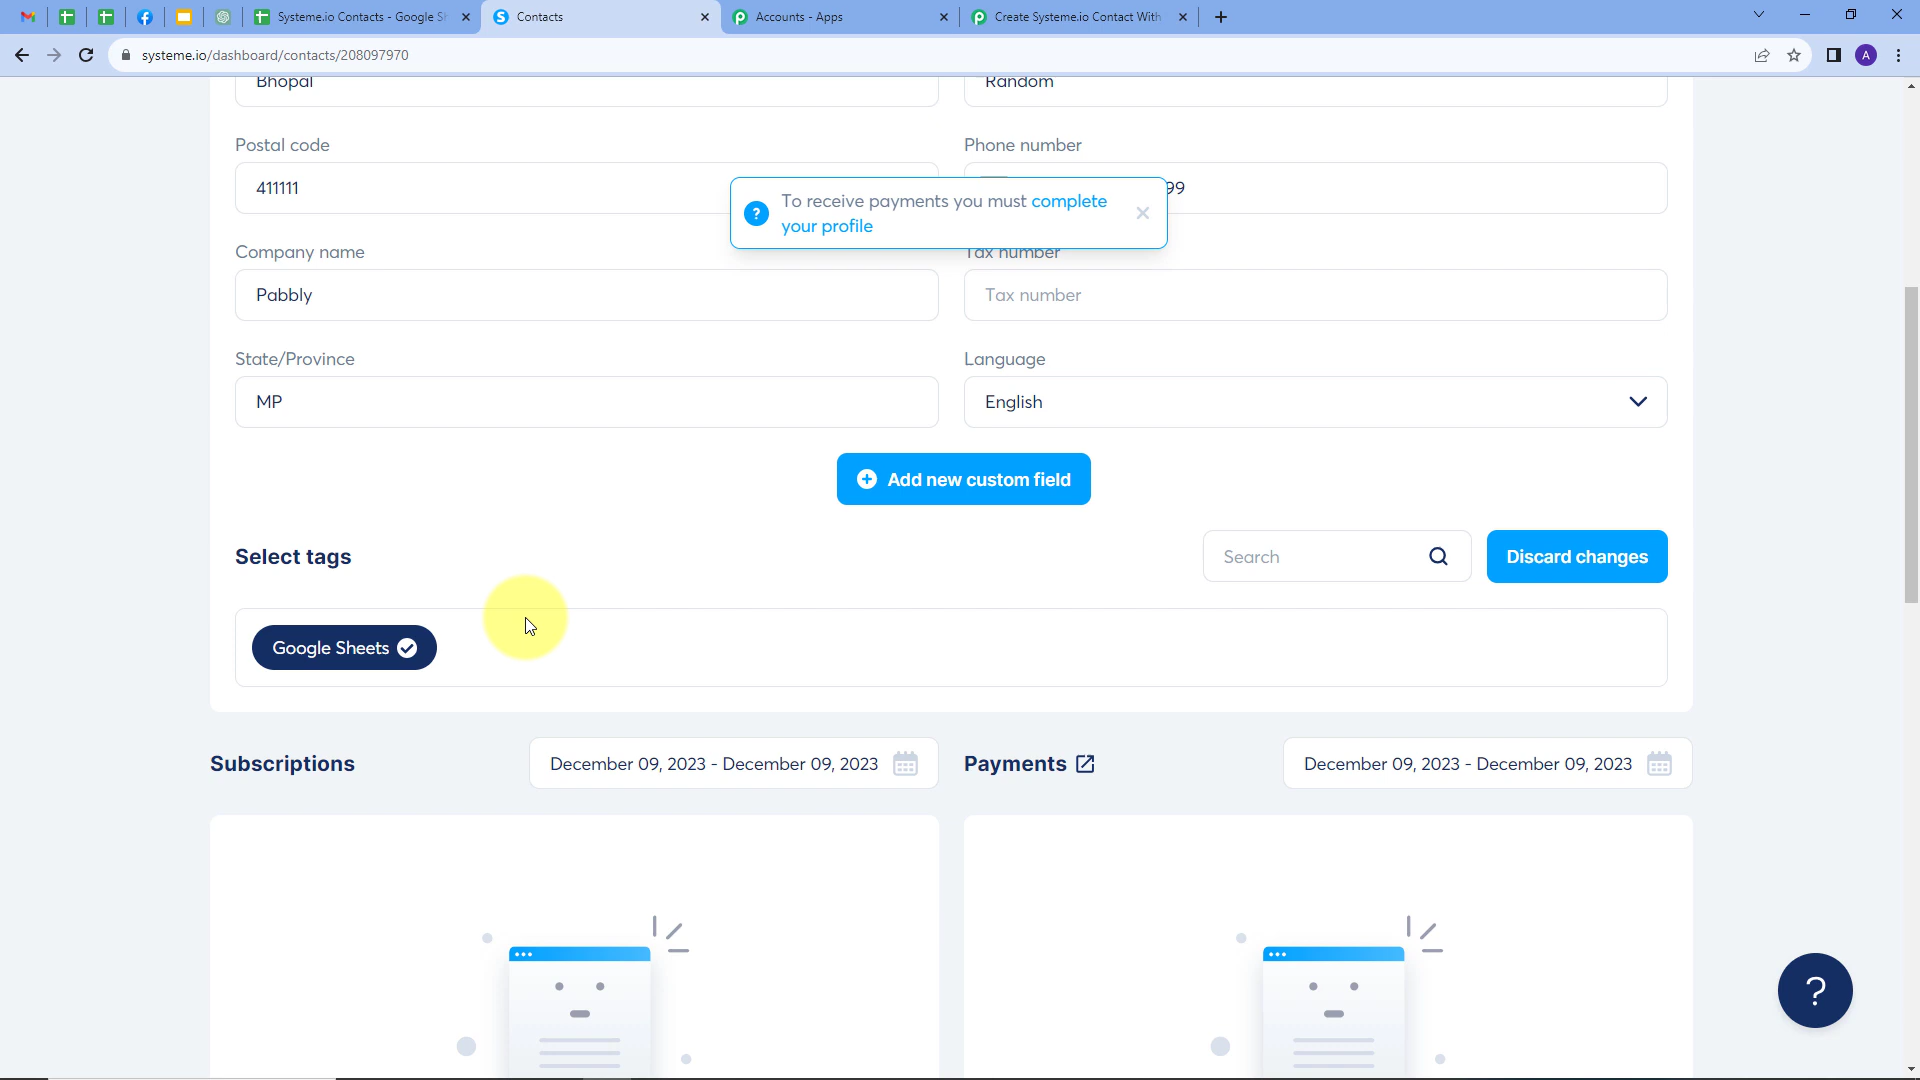 Systeme.io Contacts - Google Sh
Contacts
Accounts - Apps
Create Systeme.io Contact With
systeme.io/dashboard/contacts/208097970
A
Bhopal
Random
Postal code
Phone number
411111
99
To receive payments you must complete
your profile
Company name
Tax number
Pabbly
Tax number
State/Province
Language
MP
English
Add new custom field
Select tags
Search
Discard changes
Google Sheets
Subscriptions
December 09, 2023 - December 09, 2023
Payments
December 09, 2023 - December 09, 2023
?